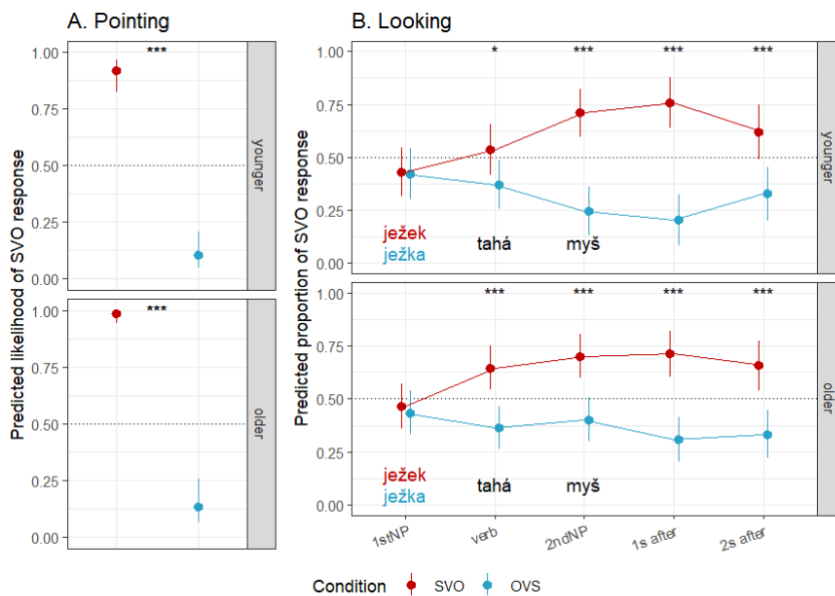 A. Pointing
***
Predicted likelihood of SVO response
1.00
0.75
0.50
0.25
0.00
younger
***
1.00
0.75
0.50
0.25
0.00
older
B. Looking
* *** *** ***
Predicted proportion of SVO response
1.00
0.75
0.50
0.25
0.00
ježek
ježka
tahá
myš
younger
*** *** *** ***
1.00
0.75
0.50
0.25
0.00
ježek
ježka
tahá
myš
older
1stNP verb 2ndNP 1s after 2s after
Condition SVO OVS